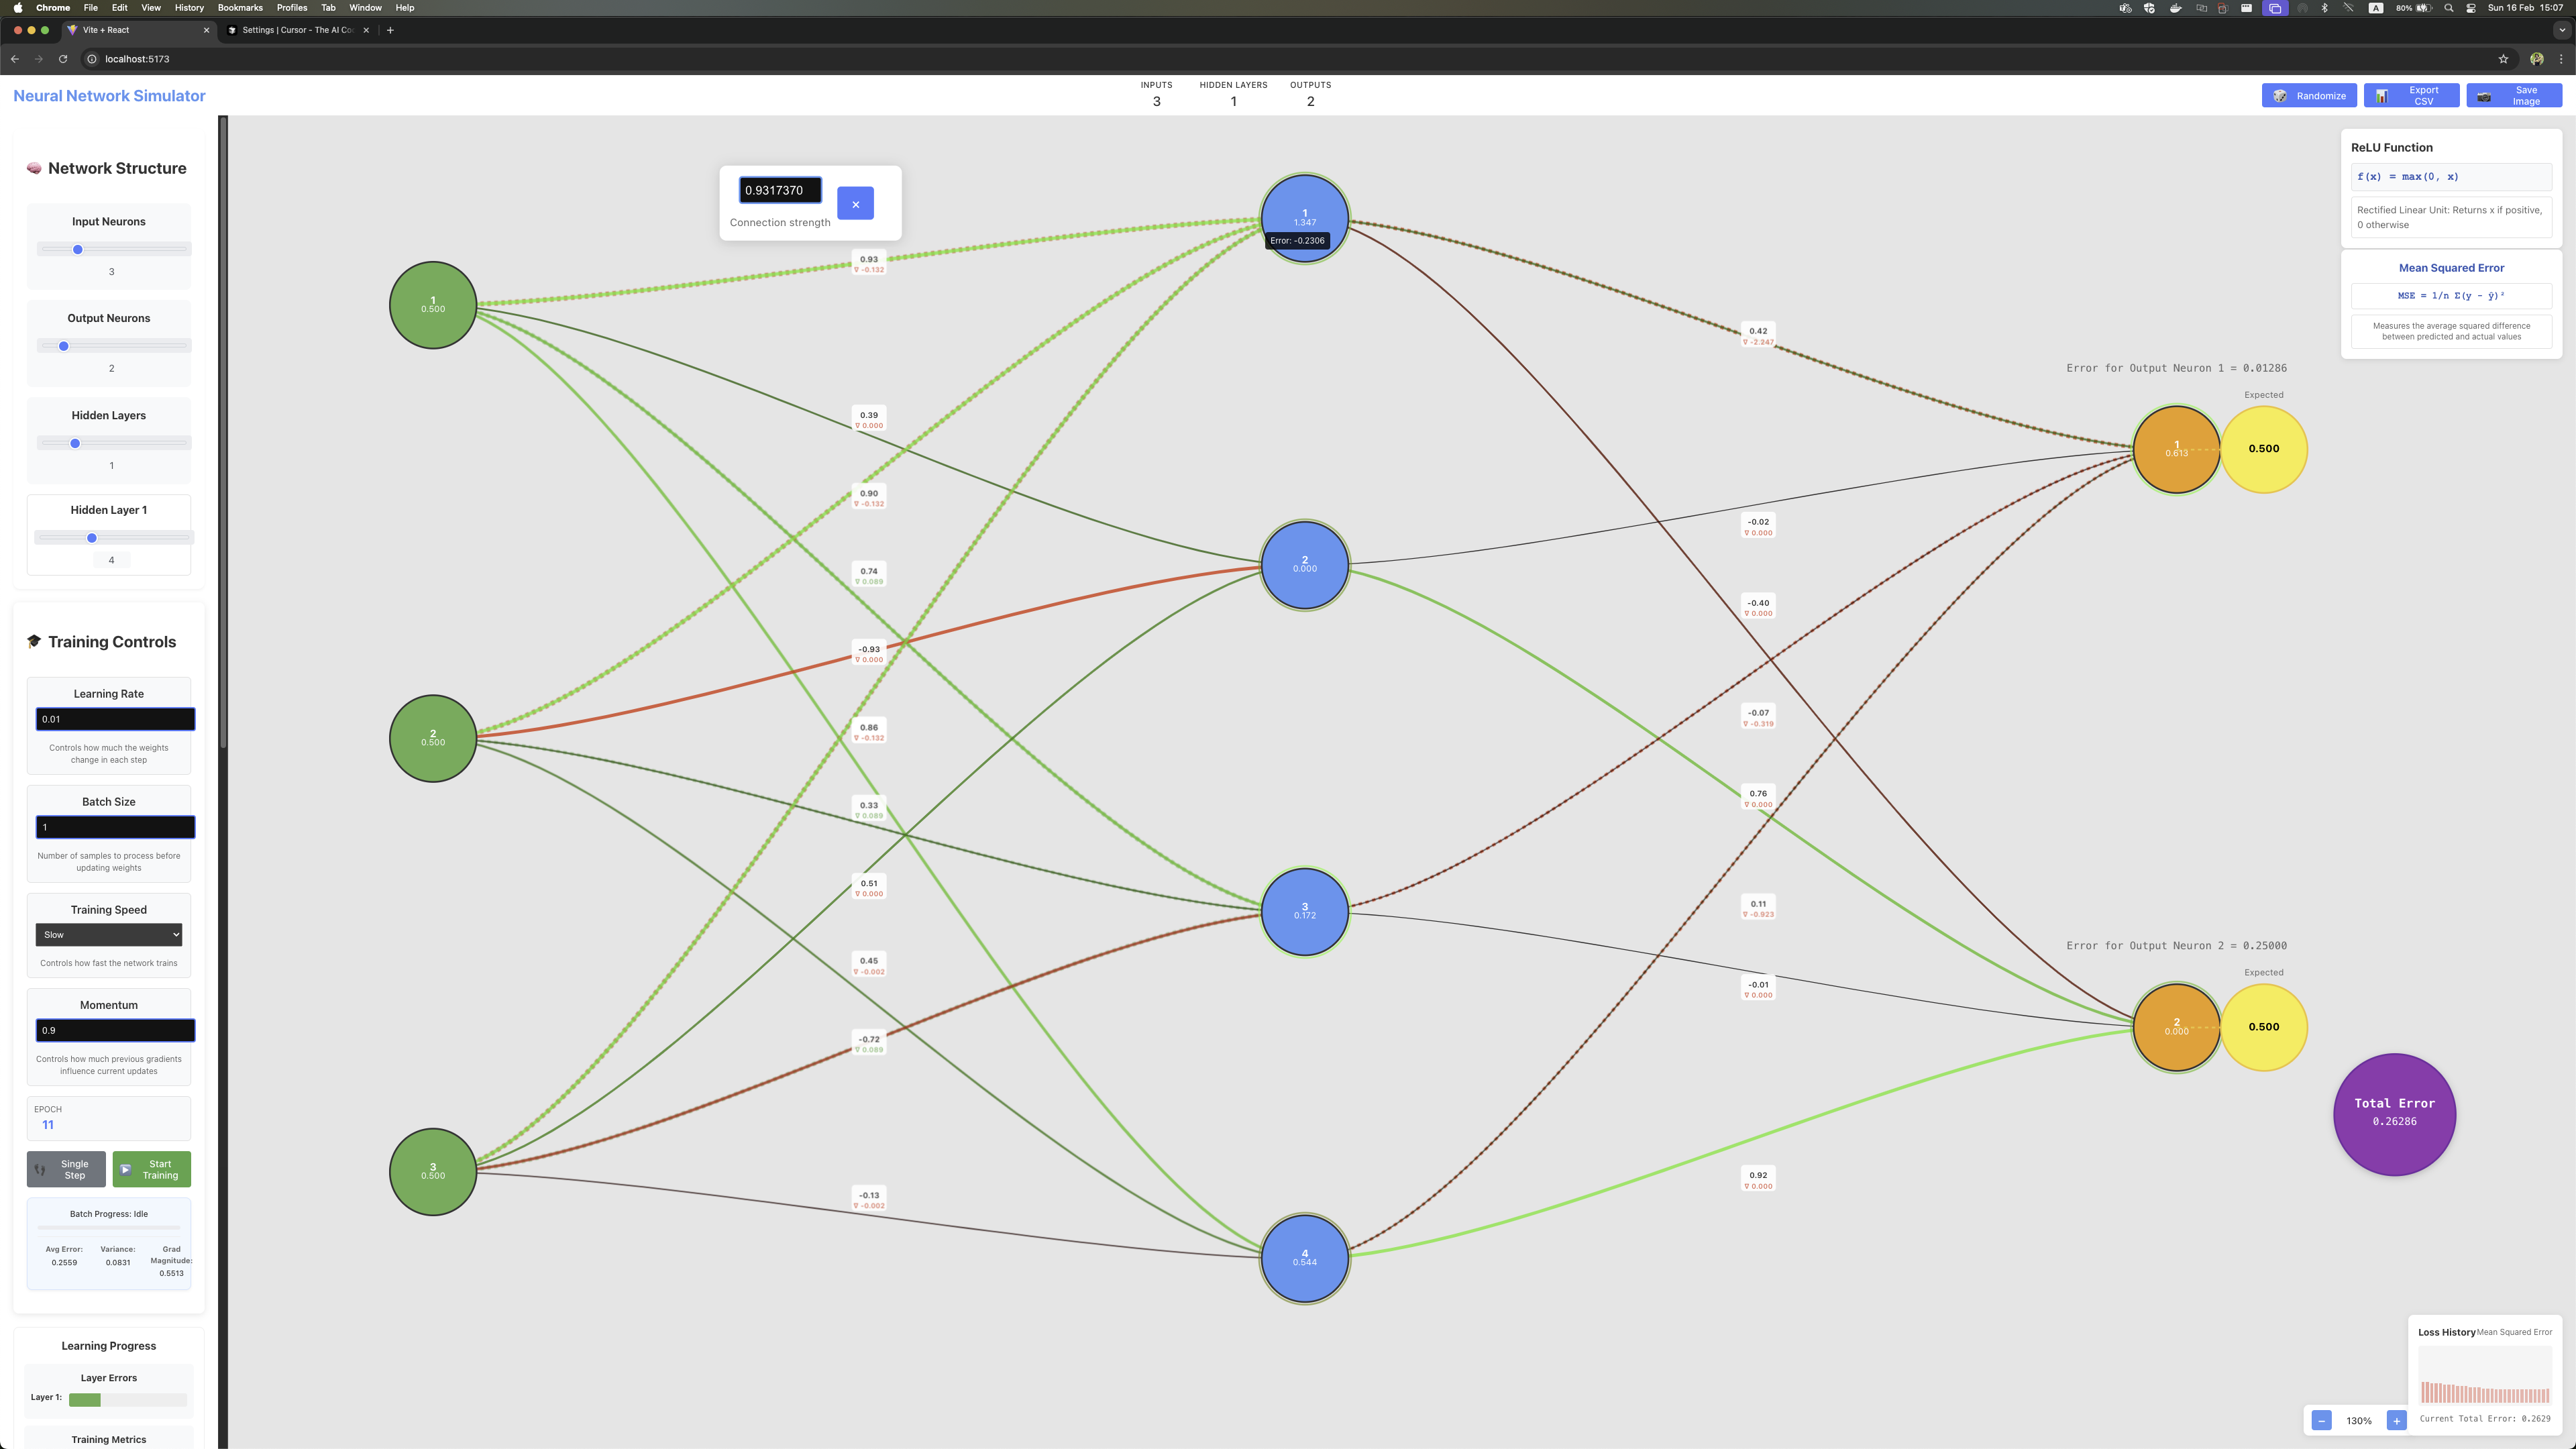 Chrome File Edit View History Bookmarks Profiles Tab Window Help
A 80% Sun 16 Feb 15:07
Vite + React
Settings | Cursor - The AI Co
localhost:5173
Neural Network Simulator
INPUTS HIDDEN LAYERS OUTPUTS
3 1 2
Randomize
Export
CSV
Save
Image
🧠 Network Structure
Input Neurons
3
Output Neurons
2
Hidden Layers
1
Hidden Layer 1
4
🎓 Training Controls
Learning Rate
0.01
Controls how much the weights
change in each step
Batch Size
1
Number of samples to process before
updating weights
Training Speed
Slow
Controls how fast the network trains
Momentum
0.9
Controls how much previous gradients
influence current updates
EPOCH
11
Single
Step
Start
Training
Batch Progress: Idle
Avg Error:
0.2559
Variance:
0.0831
Grad
Magnitude:
0.5513
Learning Progress
Layer Errors
Layer 1:
Training Metrics
0.9317370
×
Connection strength
1
0.500
2
0.500
3
0.500
0.93
∇ -0.132
0.39
∇ 0.000
0.90
∇ -0.132
0.74
∇ 0.089
-0.93
∇ 0.000
0.86
∇ -0.132
0.33
∇ 0.089
0.51
∇ 0.000
0.45
∇ -0.002
-0.72
∇ 0.089
-0.13
∇ -0.002
1
1.347
Error: -0.2306
2
0.000
3
0.172
4
0.544
0.42
∇ -2.247
-0.02
∇ 0.000
-0.40
∇ 0.000
-0.07
∇ -0.319
0.76
∇ 0.000
0.11
∇ -0.923
-0.01
∇ 0.000
0.92
∇ 0.000
ReLU Function
f(x) = max(0, x)
Rectified Linear Unit: Returns x if positive,
0 otherwise
Mean Squared Error
MSE = 1/n Σ(y - ŷ)²
Measures the average squared difference
between predicted and actual values
Error for Output Neuron 1 = 0.01286
Expected
1
0.613
0.500
Error for Output Neuron 2 = 0.25000
Expected
2
0.000
0.500
Total Error
0.26286
Loss History Mean Squared Error
Current Total Error: 0.2629
− 130% +